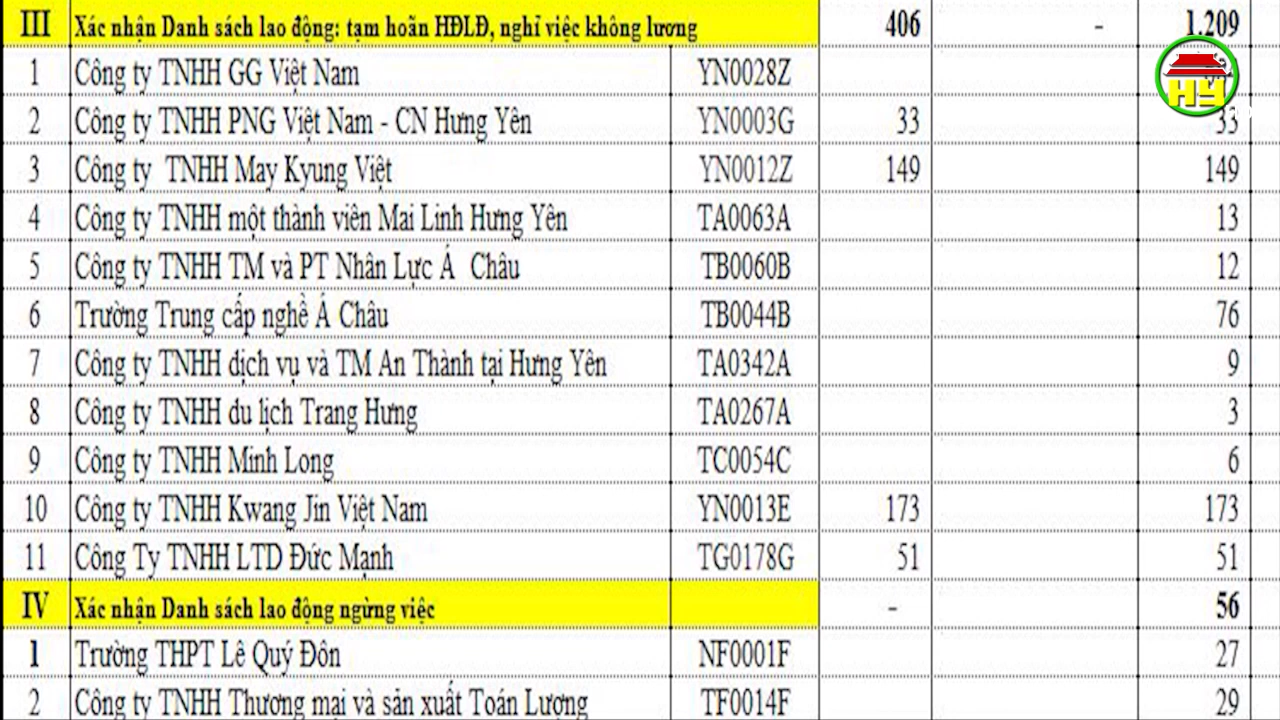 III Xác nhận Danh sách lao động: tạm hoãn HĐLĐ, nghỉ việc không lương 406 - 1.209
1 Công ty TNHH GG Việt Nam YN0028Z
2 Công ty TNHH PNG Việt Nam - CN Hưng Yên YN0003G 33 33
3 Công ty TNHH May Kyung Việt YN0012Z 149 149
4 Công ty TNHH một thành viên Mai Linh Hưng Yên TA0063A 13
5 Công ty TNHH TM và PT Nhân Lực Á Châu TB0060B 12
6 Trường Trung cấp nghề Á Châu TB0044B 76
7 Công ty TNHH dịch vụ và TM An Thành tại Hưng Yên TA0342A 9
8 Công ty TNHH du lịch Trang Hưng TA0267A 3
9 Công ty TNHH Minh Long TC0054C 6
10 Công ty TNHH Kwang Jin Việt Nam YN0013E 173 173
11 Công Ty TNHH LTD Đức Mạnh TG0178G 51 51
IV Xác nhận Danh sách lao động ngừng việc - 56
1 Trường THPT Lê Quý Đôn NF0001F 27
2 Công ty TNHH Thương mại và sản xuất Toán Lượng TF0014F 29
HY